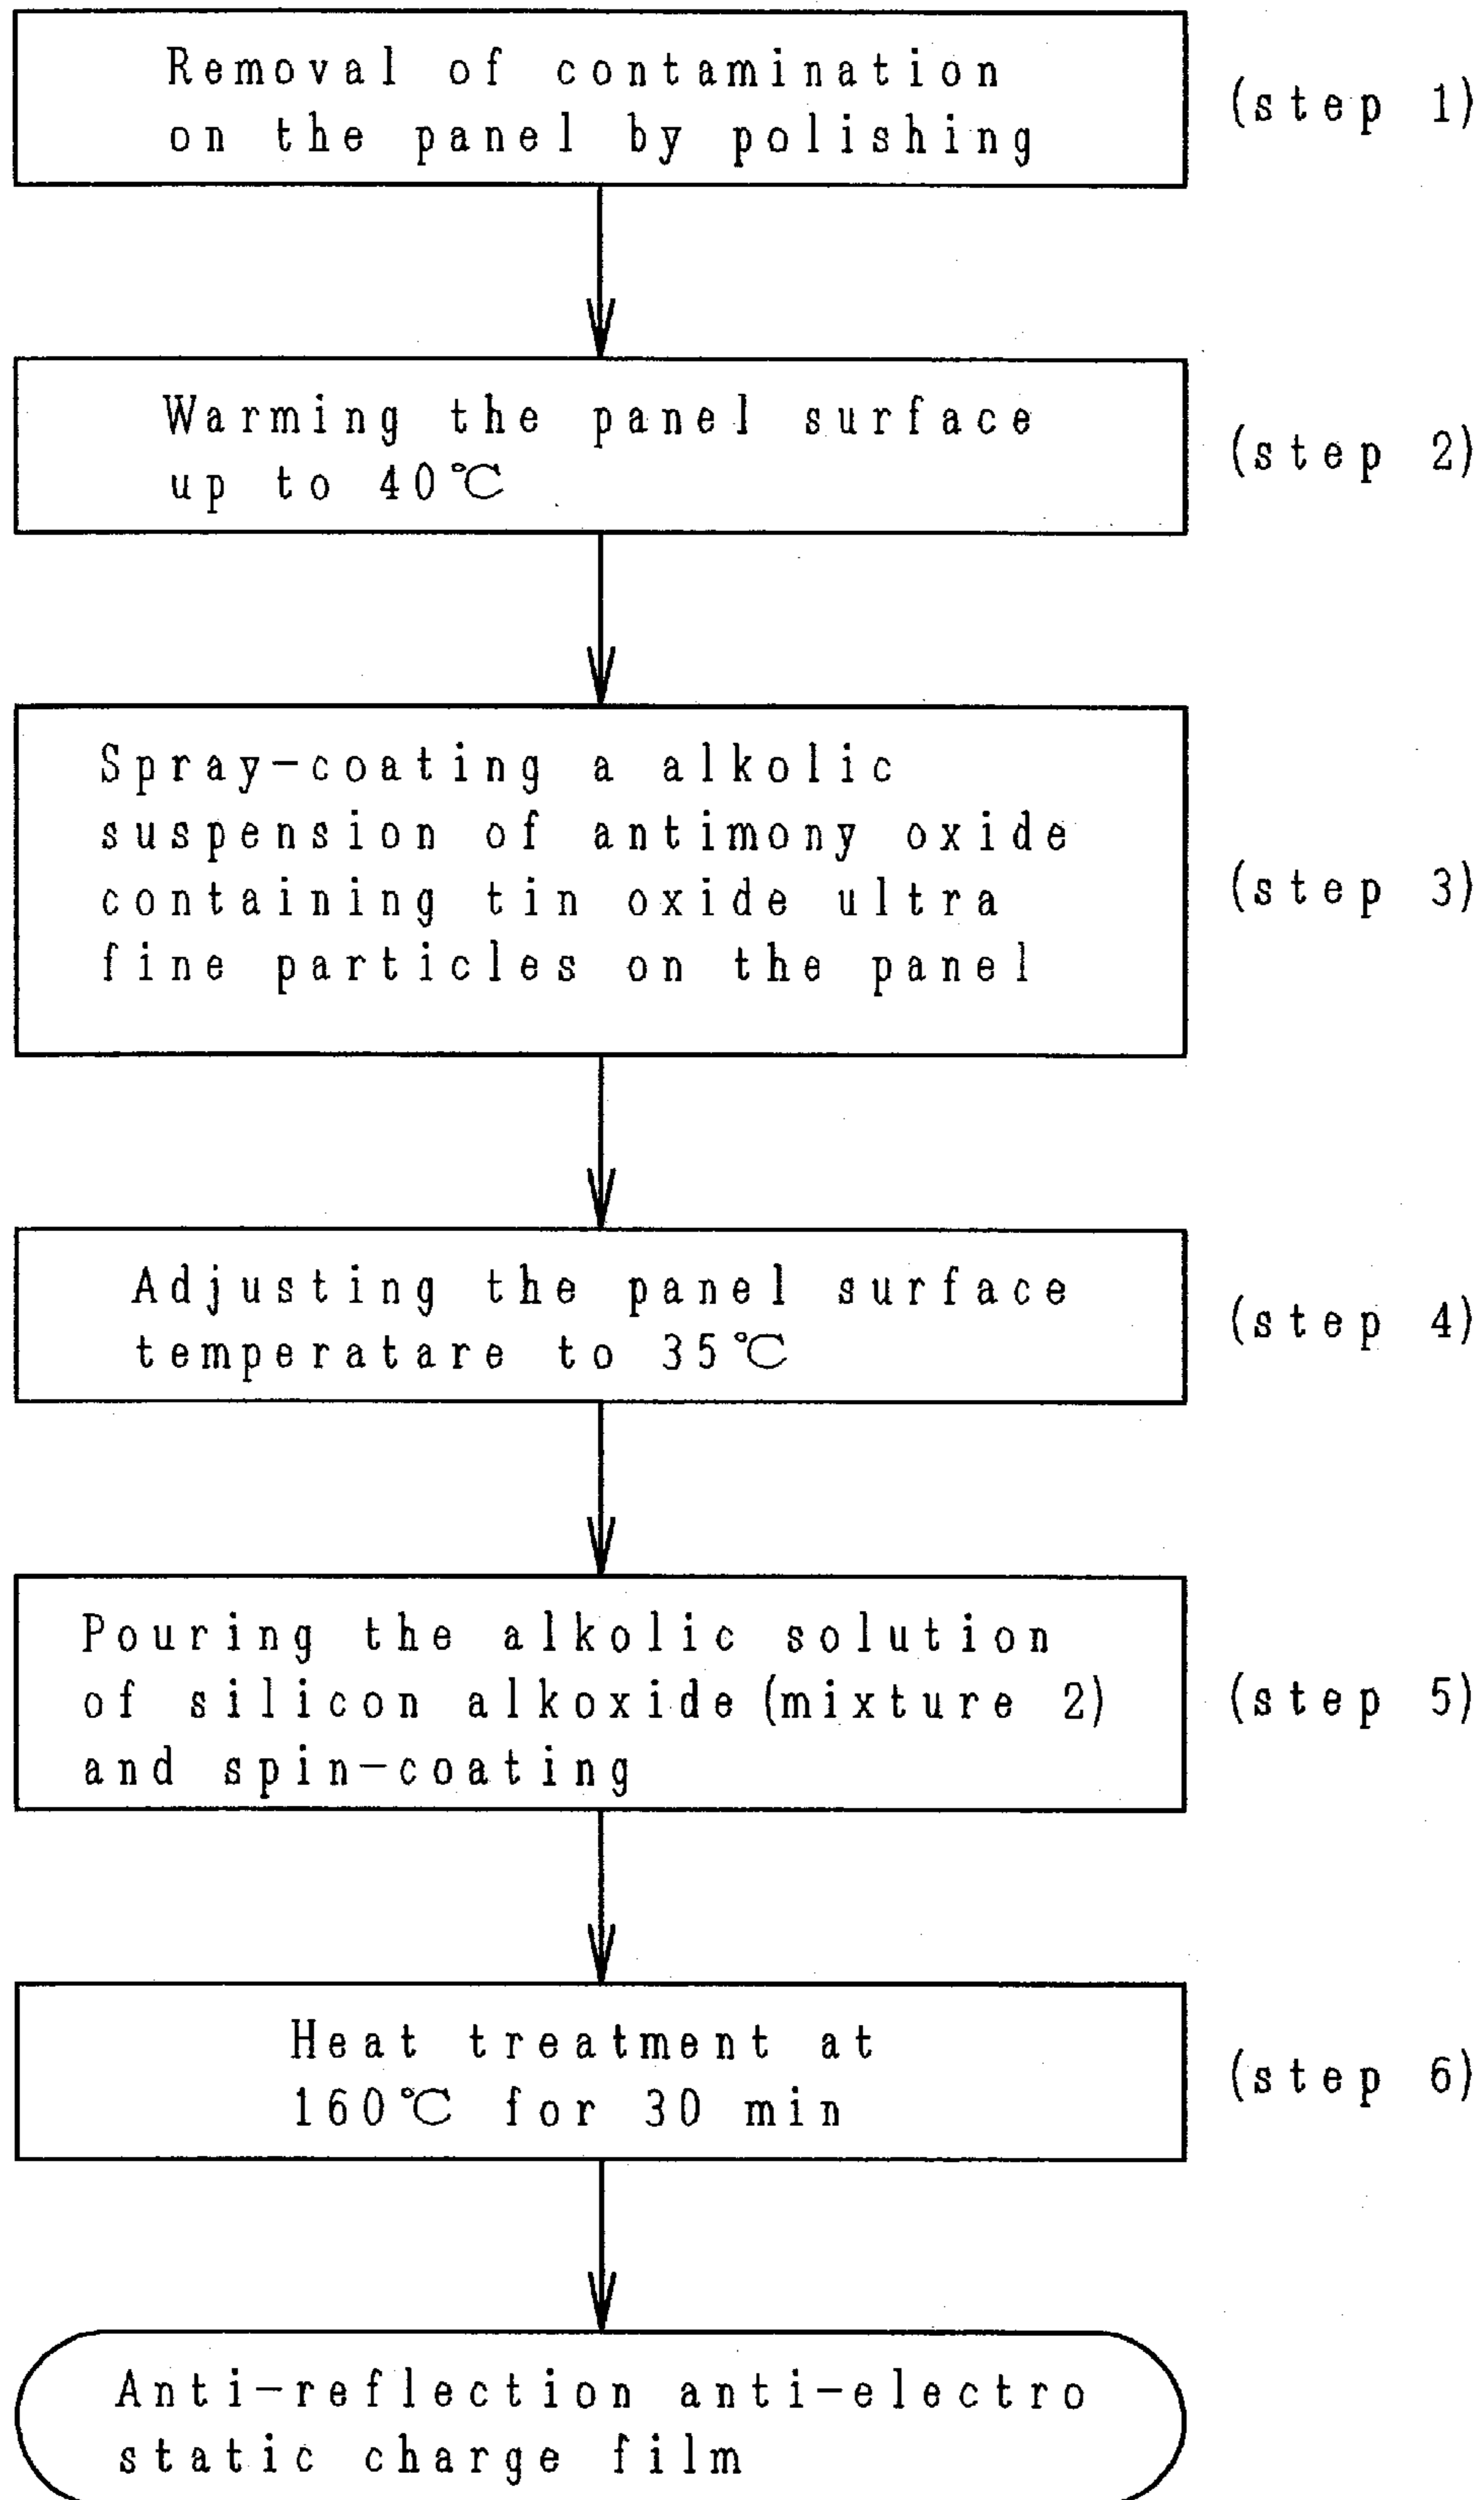 Removal of contamination
on the panel by polishing
(step 1)
Warming the panel surface
up to 40℃
(step 2)
Spray-coating a alkolic
suspension of antimony oxide
containing tin oxide ultra
fine particles on the panel
(step 3)
Adjusting the panel surface
temperatare to 35℃
(step 4)
Pouring the alkolic solution
of silicon alkoxide(mixture 2)
and spin-coating
(step 5)
Heat treatment at
160℃ for 30 min
(step 6)
Anti-reflection anti-electro
static charge film